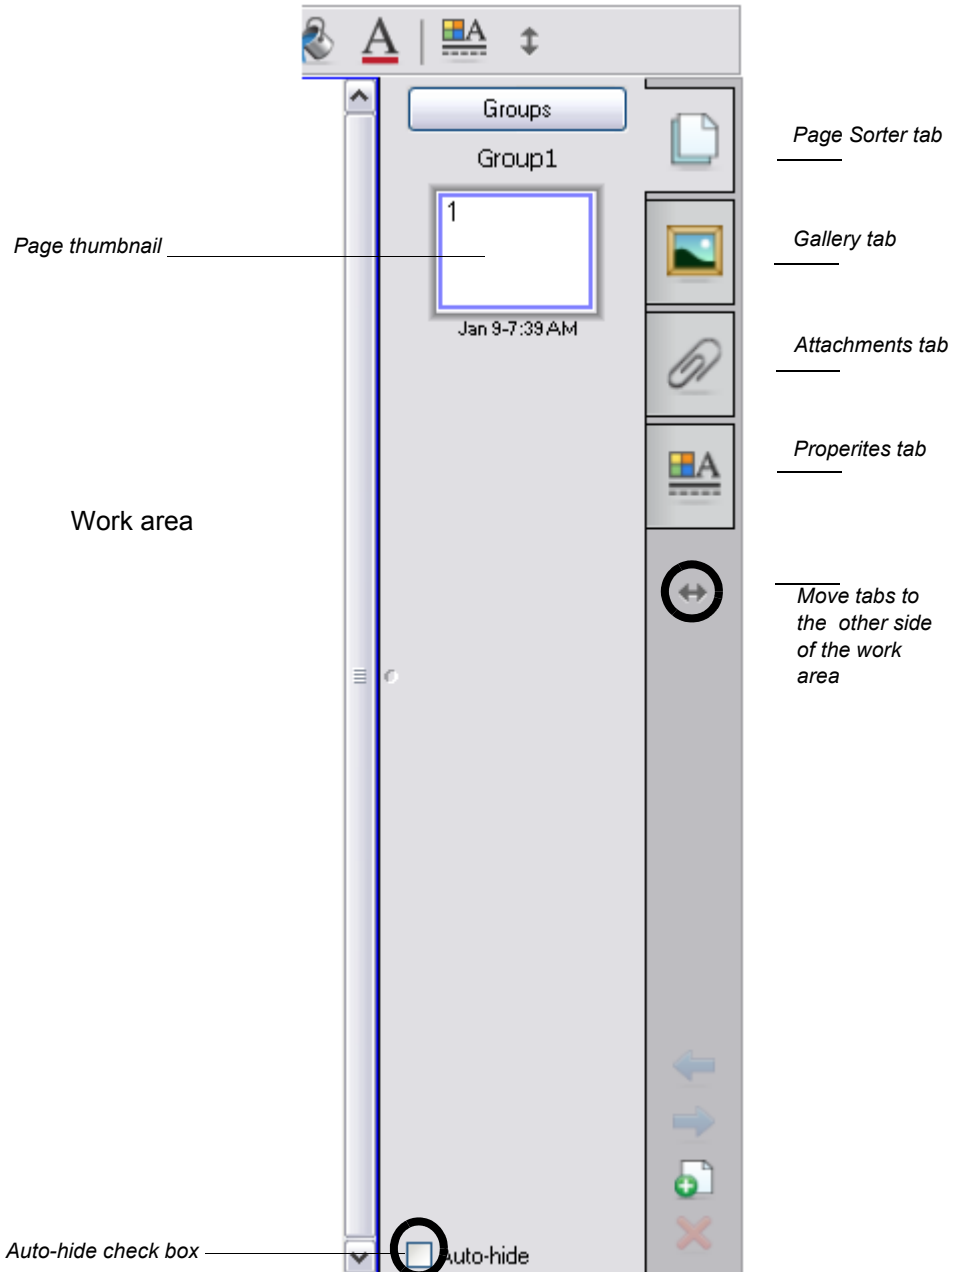 Groups
Group1
1
Jan 9-7:39 AM
Page Sorter tab
Gallery tab
Page thumbnail
Attachments tab
Properites tab
Work area
Move tabs to
the other side
of the work
area
Auto-hide check box
Auto-hide